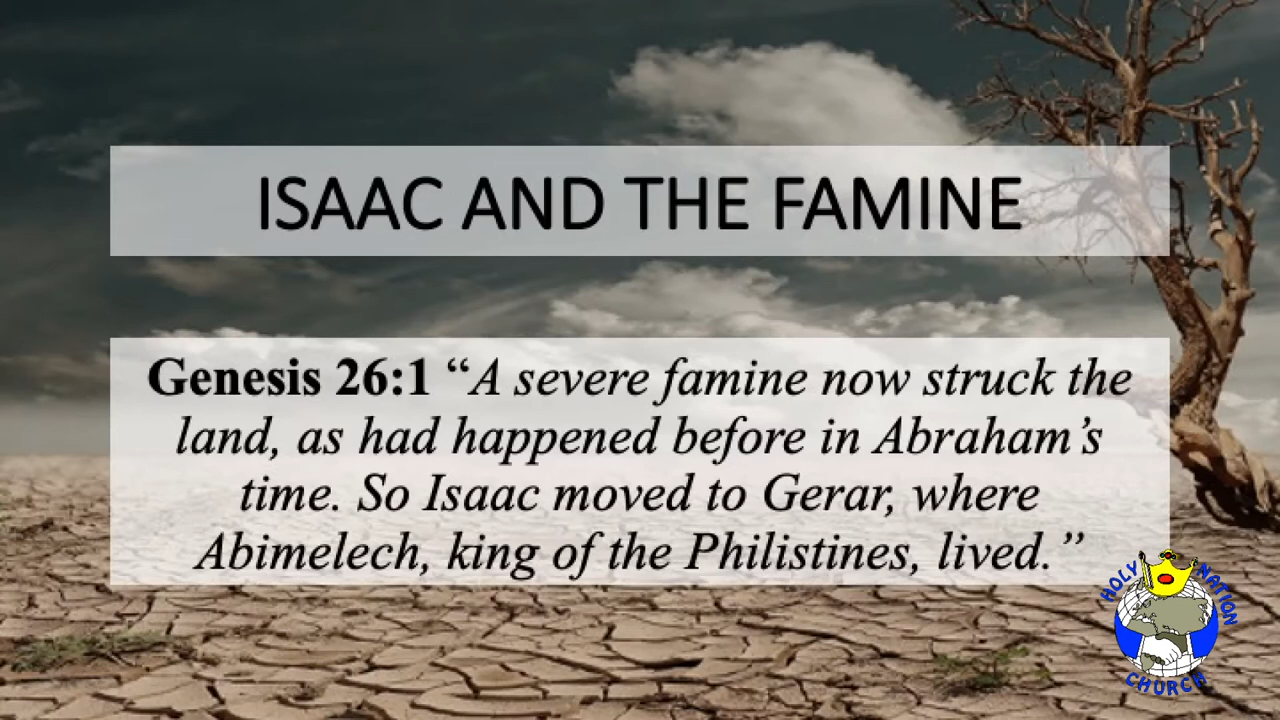 ISAAC AND THE FAMINE
Genesis 26:1 “A severe famine now struck the
land, as had happened before in Abraham’s
time. So Isaac moved to Gerar, where
Abimelech, king of the Philistines, lived.”
HOLY NATION
CHURCH